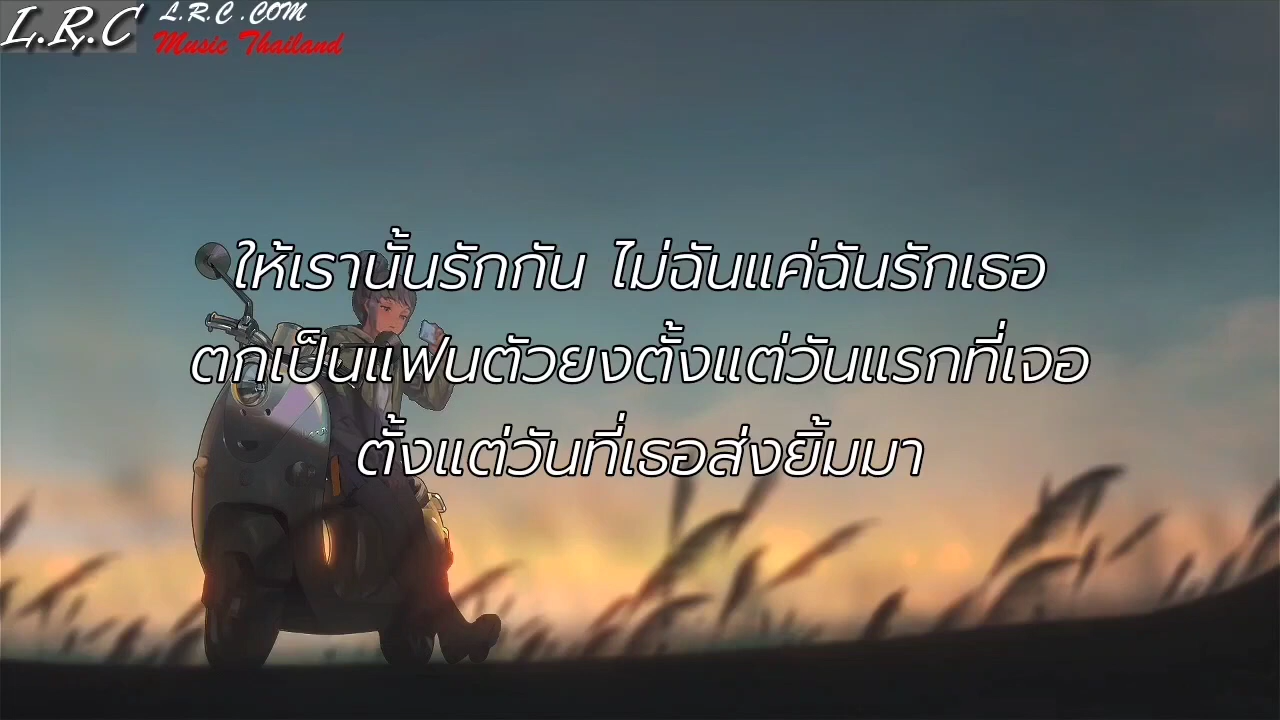 L.R.C
L.R.C .COM
Music Thailand
ให้เรานั้นรักกัน ไม่ฉันแค่ฉันรักเธอ
ตกเป็นแฟนตัวยงตั้งแต่วันแรกที่เจอ
ตั้งแต่วันที่เธอส่งยิ้มมา